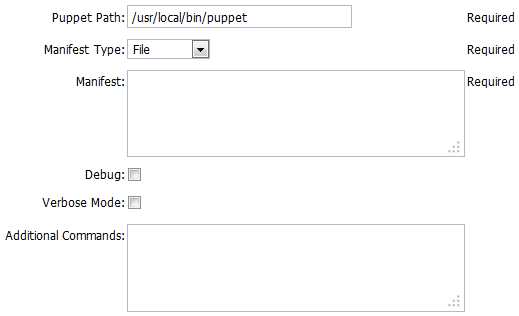 Puppet Path: /usr/local/bin/puppet Required
Manifest Type: File Required
Manifest: Required
Debug:
Verbose Mode:
Additional Commands: